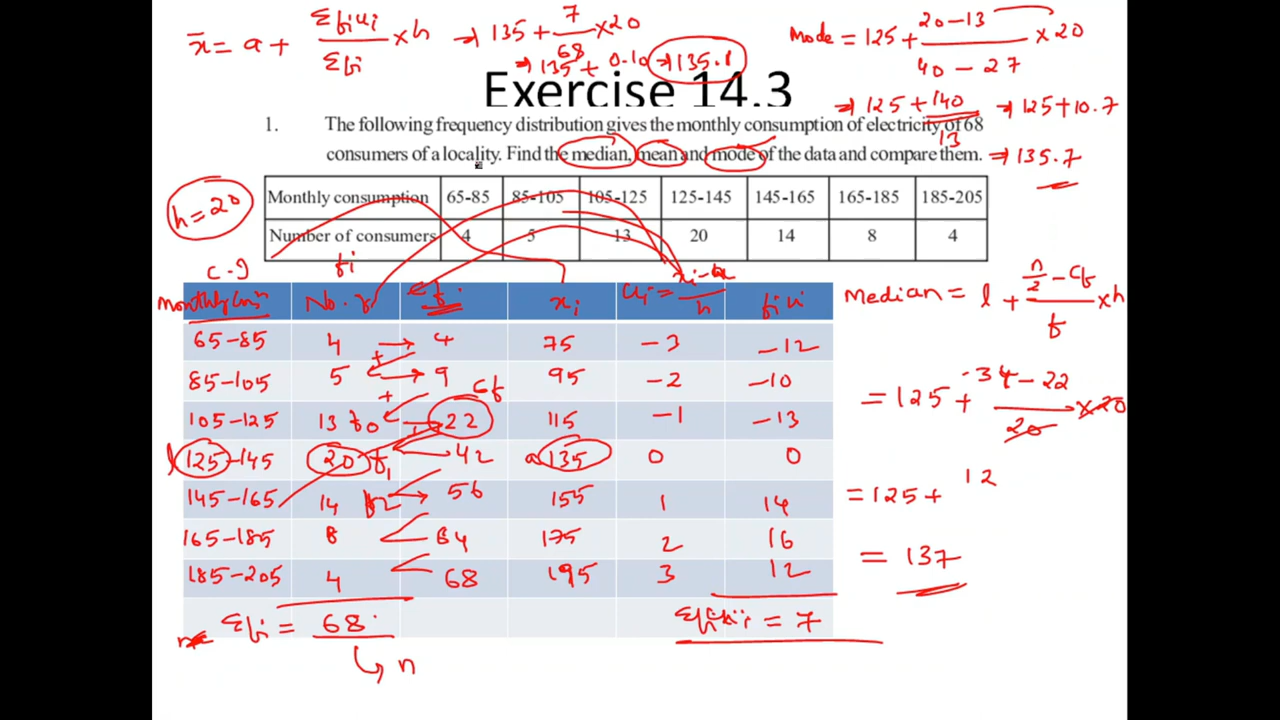 x̄ = a + Σfiui / Σfi × h ⇒ 135 + 7/68 × 20
⇒ 135 + 0.10 ⇒ 135.1
Mode = 125 + 20-13 / 40-27 × 20
⇒ 125 + 140/13 ⇒ 125 + 10.7
⇒ 135.7
Exercise 14.3
1. The following frequency distribution gives the monthly consumption of electricity of 68
consumers of a locality. Find the median, mean and mode of the data and compare them.
h = 20
Monthly consumption 65-85 85-105 105-125 125-145 145-165 165-185 185-205
Number of consumers 4 5 13 20 14 8 4
C.I fi
xi ui = xi-a / h fiui
65-85 4 4 75 -3 -12
85-105 5 9 95 -2 -10
cf
105-125 13 f0 22 115 -1 -13
l 125-145 20 f1 42 a 135 0 0
145-165 14 f2 56 155 1 14
165-185 8 64 175 2 16
185-205 4 68 195 3 12
Σfi = 68 Σfiui = 7
n
Median = l + n/2 - cf / f × h
= 125 + 34-22 / 20 × 20
= 125 + 12
= 137